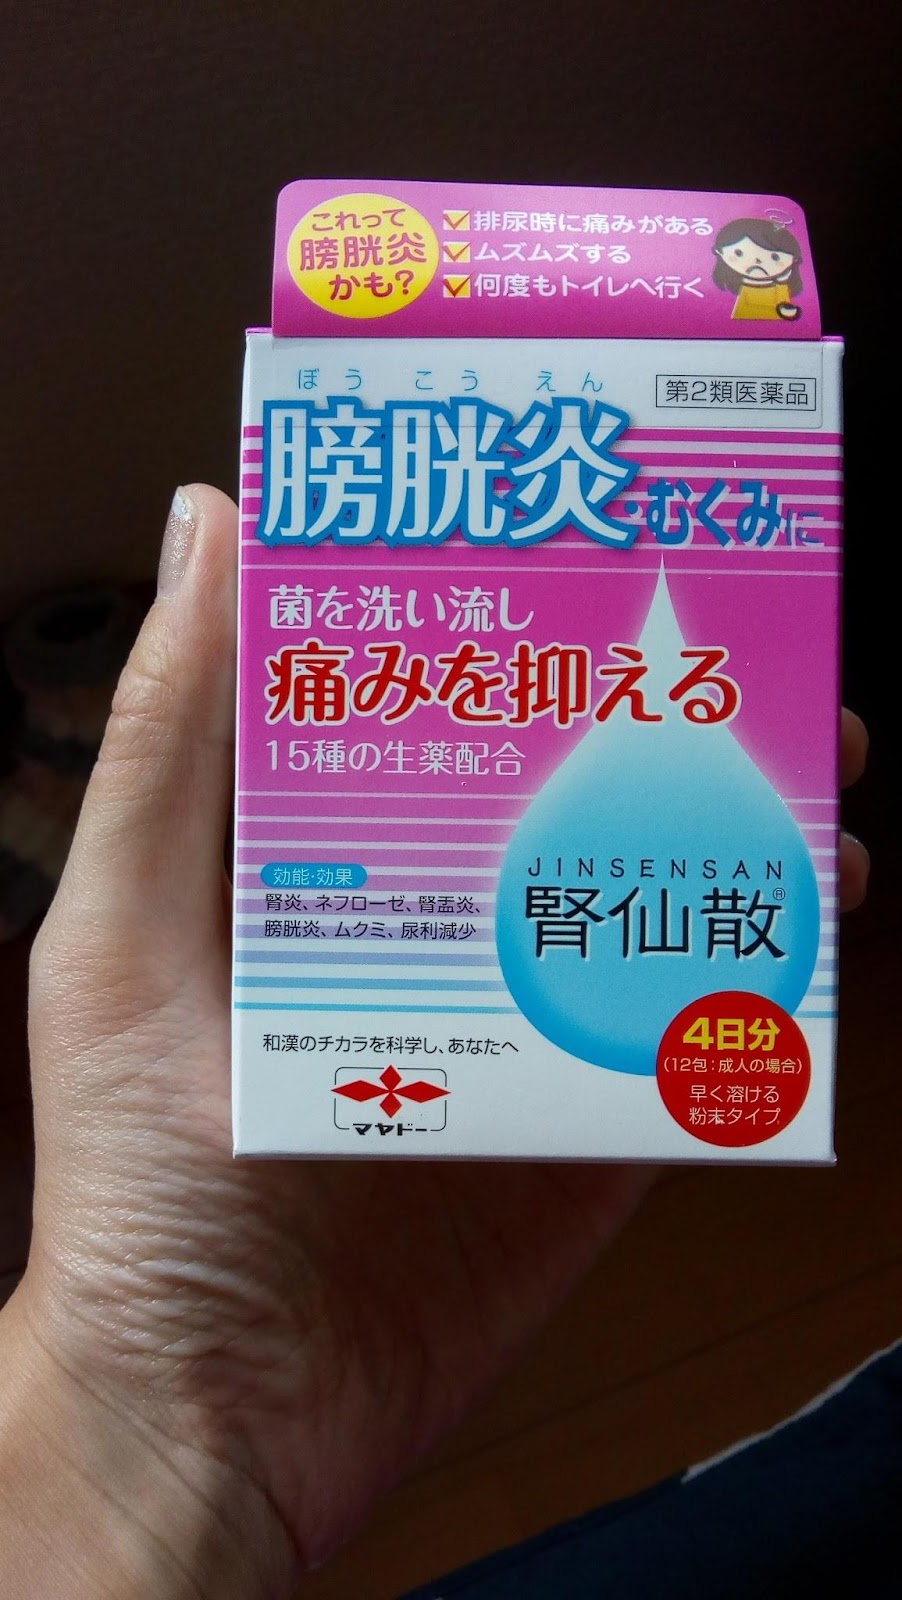 これって
膀胱炎
かも?
排尿時に痛みがある
ムズムズする
何度もトイレへ行く
ぼうこうえん
第2類医薬品
膀胱炎・むくみに
菌を洗い流し
痛みを抑える
15種の生薬配合
JINSENSAN
腎仙散®
効能・効果
腎炎、ネフローゼ、腎盂炎、
膀胱炎、ムクミ、尿利減少
4日分
(12包:成人の場合)
早く溶ける
粉末タイプ
和漢のチカラを科学し、あなたへ
マヤドー